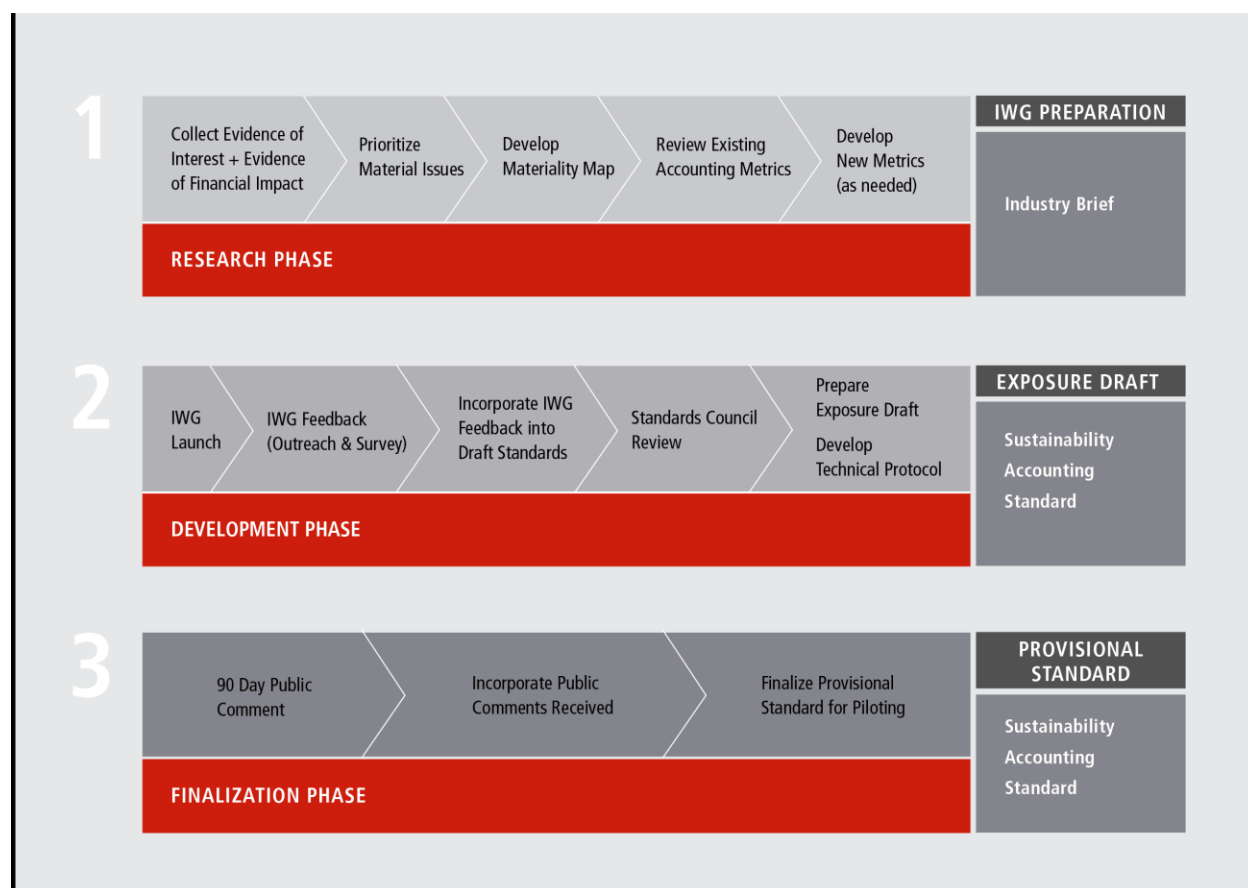 1
Collect Evidence of
Interest + Evidence
of Financial Impact
Prioritize
Material Issues
Develop
Materiality Map
Review Existing
Accounting Metrics
Develop
New Metrics
(as needed)
RESEARCH PHASE
IWG PREPARATION
Industry Brief
2
IWG
Launch
IWG Feedback
(Outreach & Survey)
Incorporate IWG
Feedback into
Draft Standards
Standards Council
Review
Prepare
Exposure Draft
Develop
Technical Protocol
DEVELOPMENT PHASE
EXPOSURE DRAFT
Sustainability
Accounting
Standard
3
90 Day Public
Comment
Incorporate Public
Comments Received
Finalize Provisional
Standard for Piloting
FINALIZATION PHASE
PROVISIONAL
STANDARD
Sustainability
Accounting
Standard